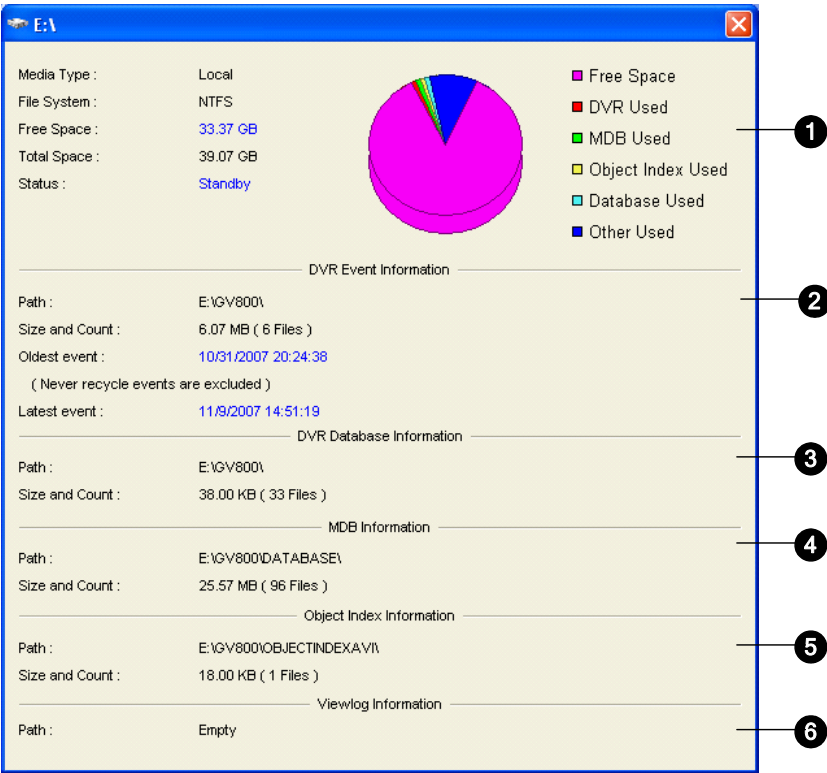 E:\
Media Type : Local
File System : NTFS
Free Space : 33.37 GB
Total Space : 39.07 GB
Status : Standby
Free Space
DVR Used
MDB Used
Object Index Used
Database Used
Other Used
1
DVR Event Information
Path : E:\GV800\
2
Size and Count : 6.07 MB ( 6 Files )
Oldest event : 10/31/2007 20:24:38
( Never recycle events are excluded )
Latest event : 11/9/2007 14:51:19
DVR Database Information
Path : E:\GV800\
3
Size and Count : 38.00 KB ( 33 Files )
MDB Information
4
Path : E:\GV800\DATABASE\
Size and Count : 25.57 MB ( 96 Files )
Object Index Information
Path : E:\GV800\OBJECTINDEXAVI\
5
Size and Count : 18.00 KB ( 1 Files )
Viewlog Information
Path : Empty
6